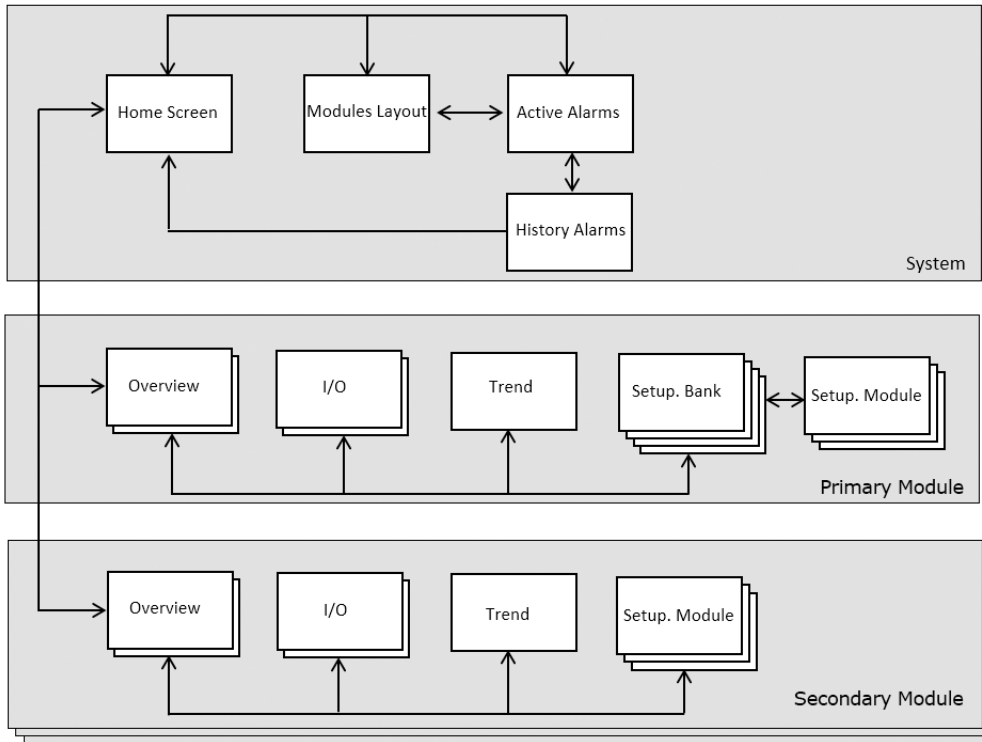 Home Screen
Modules Layout
Active Alarms
History Alarms
System
Overview
I/O
Trend
Setup. Bank
Setup. Module
Primary Module
Overview
I/O
Trend
Setup. Module
Secondary Module